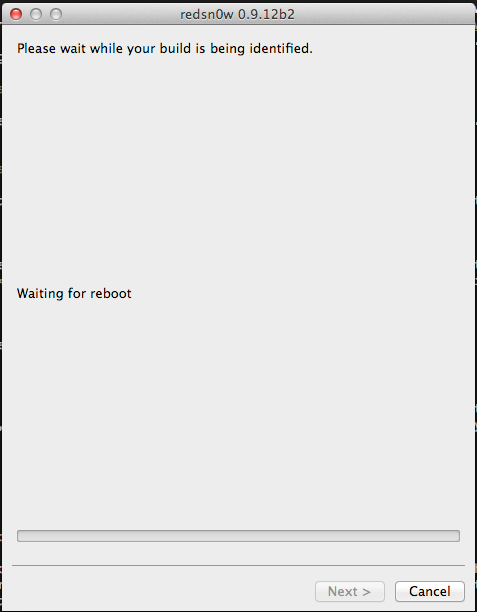 redsn0w 0.9.12b2
Please wait while your build is being identified.
Waiting for reboot
Next >
Cancel